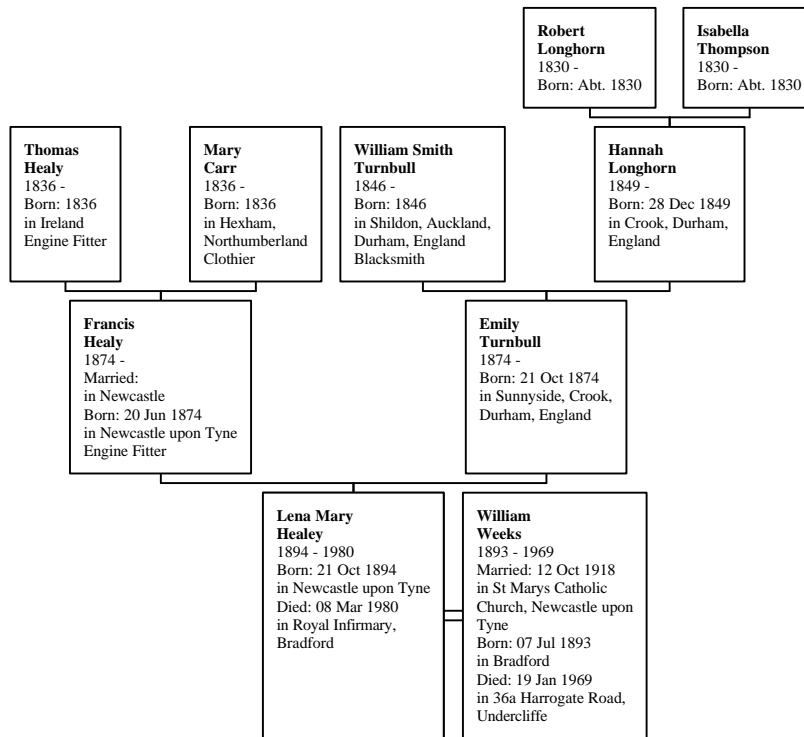 Robert
Longhorn
1830 -
Born: Abt. 1830
Isabella
Thompson
1830 -
Born: Abt. 1830
Thomas
Healy
1836 -
Born: 1836
in Ireland
Engine Fitter
Mary
Carr
1836 -
Born: 1836
in Hexham,
Northumberland
Clothier
William Smith
Turnbull
1846 -
Born: 1846
in Shildon, Auckland,
Durham, England
Blacksmith
Hannah
Longhorn
1849 -
Born: 28 Dec 1849
in Crook, Durham,
England
Francis
Healy
1874 -
Married:
in Newcastle
Born: 20 Jun 1874
in Newcastle upon Tyne
Engine Fitter
Emily
Turnbull
1874 -
Born: 21 Oct 1874
in Sunnyside, Crook,
Durham, England
Lena Mary
Healey
1894 - 1980
Born: 21 Oct 1894
in Newcastle upon Tyne
Died: 08 Mar 1980
in Royal Infirmary,
Bradford
William
Weeks
1893 - 1969
Married: 12 Oct 1918
in St Marys Catholic
Church, Newcastle upon
Tyne
Born: 07 Jul 1893
in Bradford
Died: 19 Jan 1969
in 36a Harrogate Road,
Undercliffe